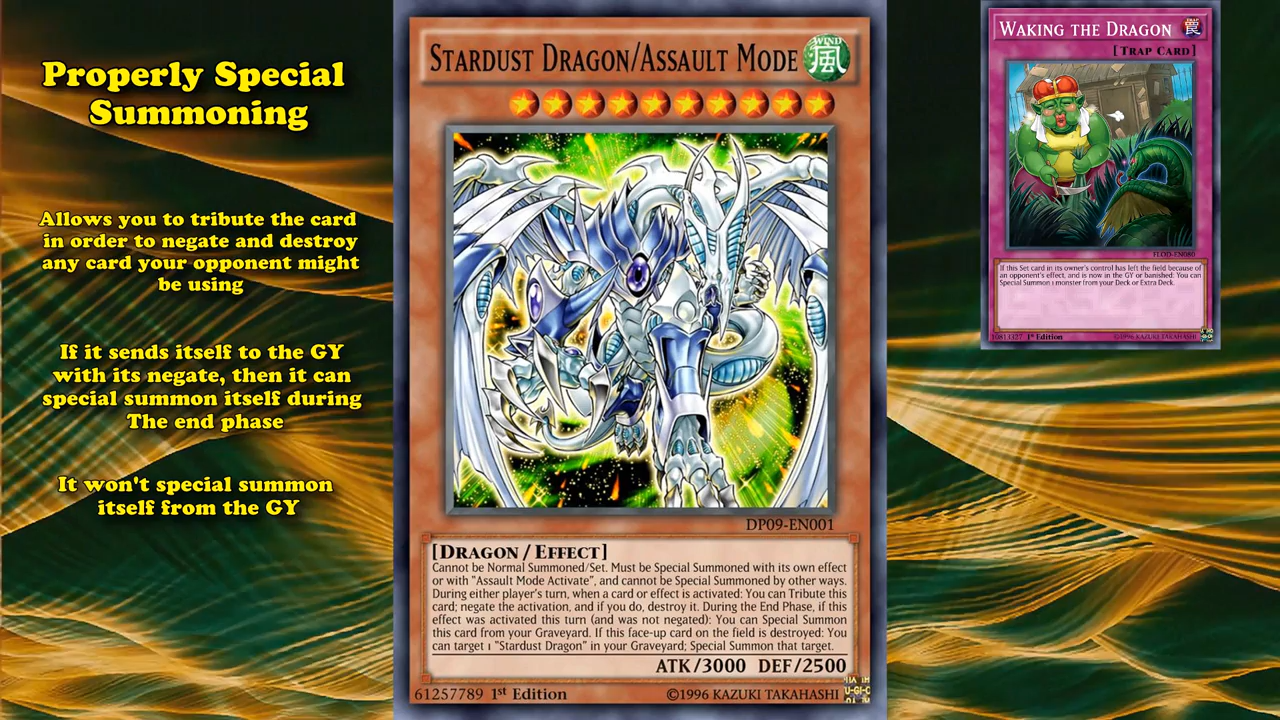 Properly Special
Summoning
Allows you to tribute the card
in order to negate and destroy
any card your opponent might
be using
If it sends itself to the GY
with its negate, then it can
special summon itself during
The end phase
It won't special summon
itself from the GY
STARDUST DRAGON/ASSAULT MODE
WIND
風
DP09-EN001
[DRAGON / EFFECT]
Cannot be Normal Summoned/Set. Must be Special Summoned with its own effect
or with "Assault Mode Activate", and cannot be Special Summoned by other ways.
During either player's turn, when a card or effect is activated: You can Tribute this
card; negate the activation, and if you do, destroy it. During the End Phase, if this
effect was activated this turn (and was not negated): You can Special Summon
this card from your Graveyard. If this face-up card on the field is destroyed: You
can target 1 "Stardust Dragon" in your Graveyard; Special Summon that target.
ATK/3000 DEF/2500
61257789 1st Edition
©1996 KAZUKI TAKAHASHI
WAKING THE DRAGON
TRAP
罠
[TRAP CARD]
FLOD-EN080
If this Set card in its owner's control has left the field because of
an opponent's effect, and is now in the GY or banished: You can
Special Summon 1 monster from your Deck or Extra Deck.
10813327 1st Edition
©1996 KAZUKI TAKAHASHI